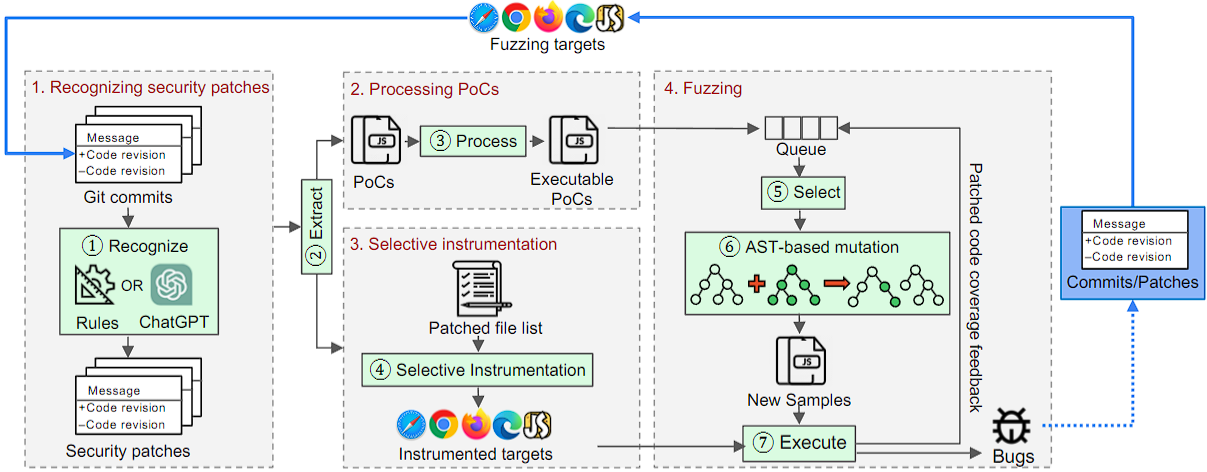 Fuzzing targets
1. Recognizing security patches
Message
+Code revision
–Code revision
Git commits
① Recognize
OR
Rules
ChatGPT
Message
+Code revision
–Code revision
Security patches
② Extract
2. Processing PoCs
JS
PoCs
③ Process
JS
Executable
PoCs
3. Selective instrumentation
Patched file list
④ Selective Instrumentation
JS
Instrumented targets
4. Fuzzing
Queue
⑤ Select
⑥ AST-based mutation
JS
New Samples
⑦ Execute
Patched code coverage feedback
Bugs
Message
+Code revision
–Code revision
Commits/Patches
JS